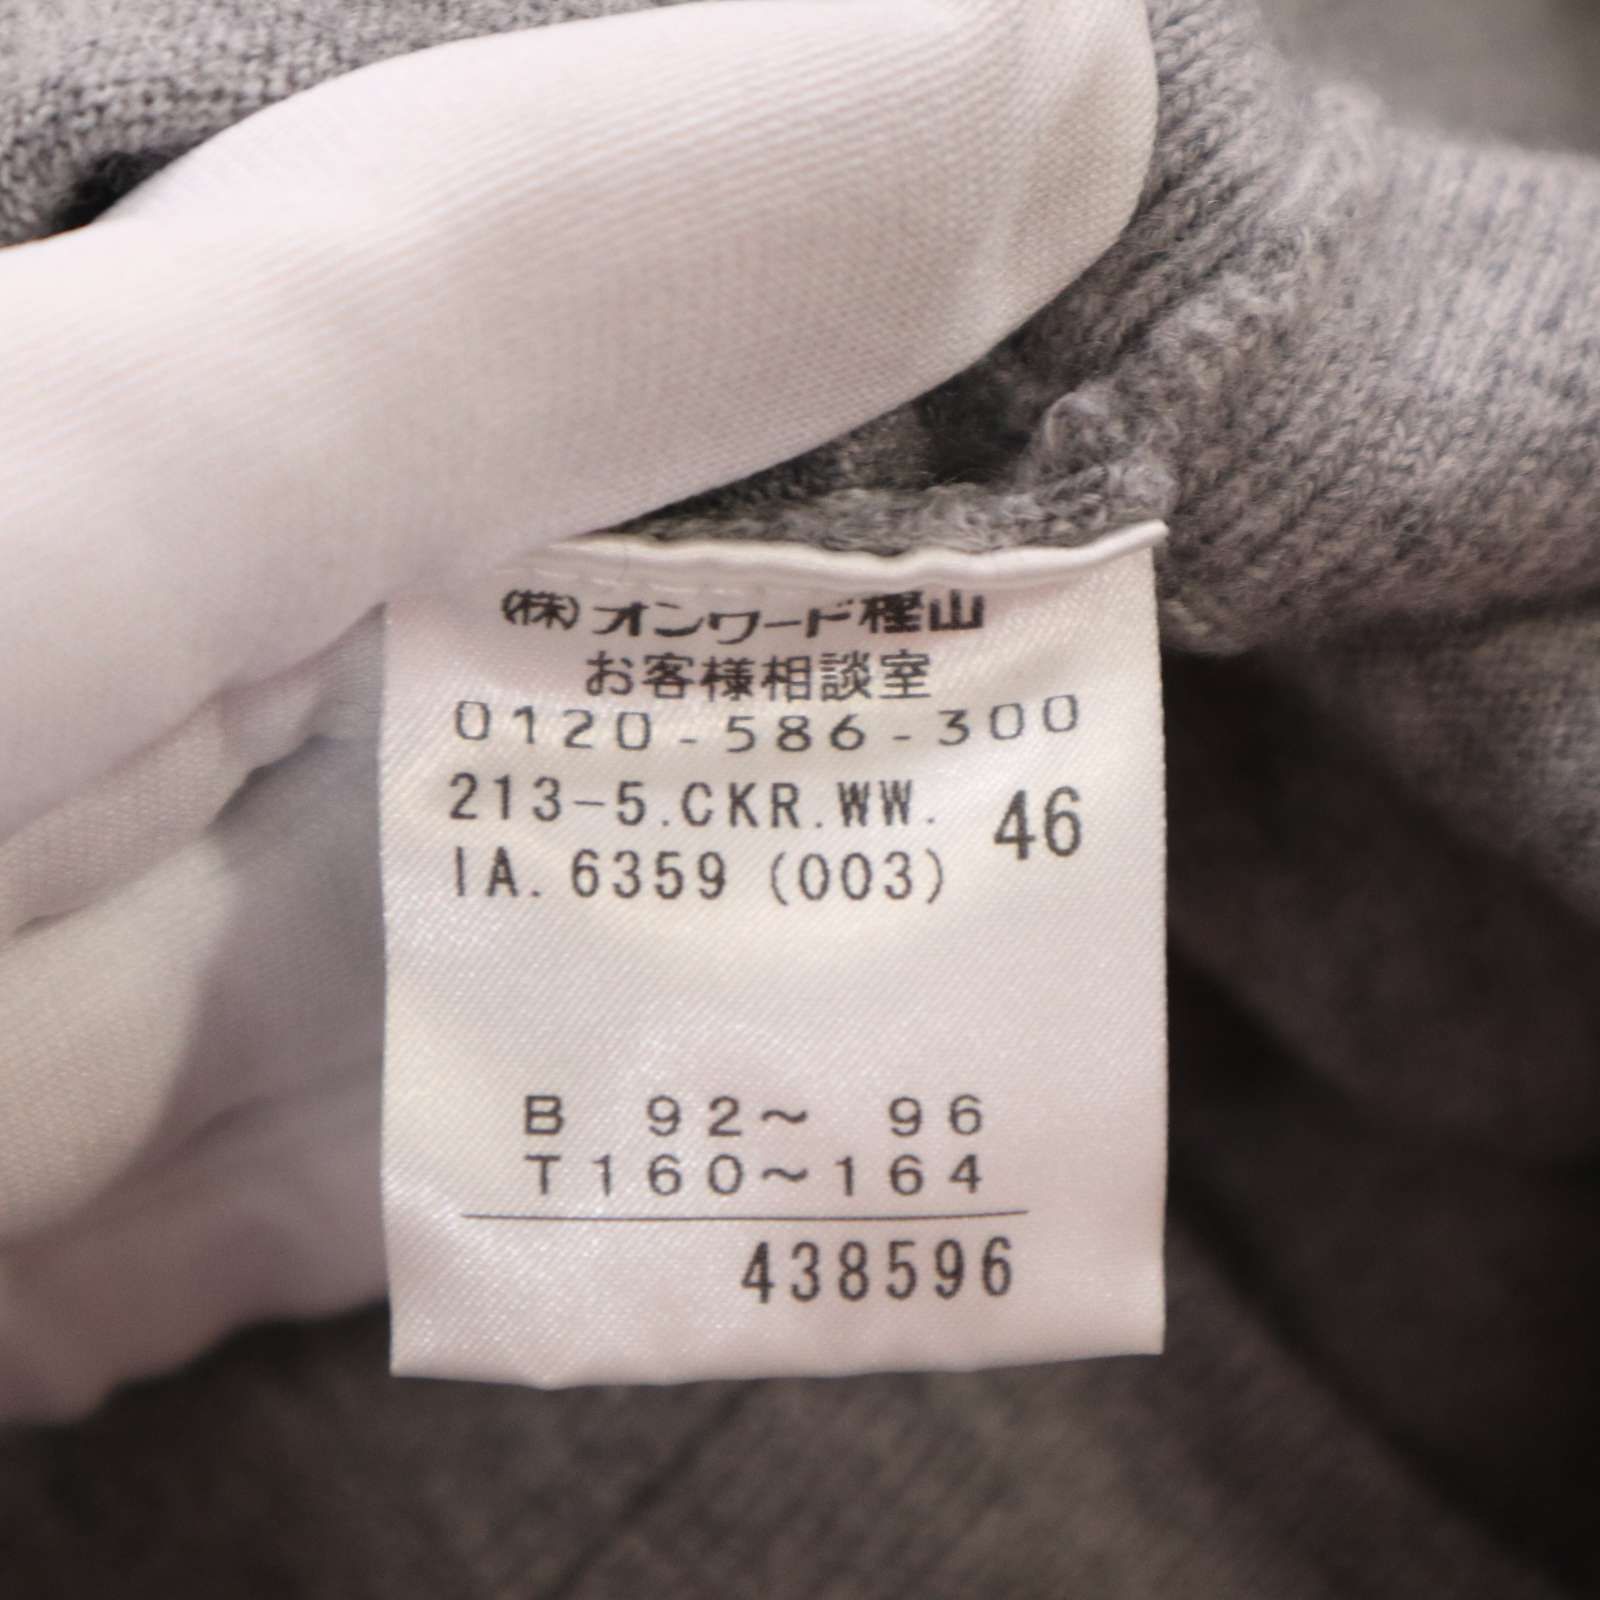 (株)オンワード樫山
お客様相談室
0120-586-300
213-5.CKR.WW. 46
IA. 6359 (003)
B 92～ 96
T160～164
438596